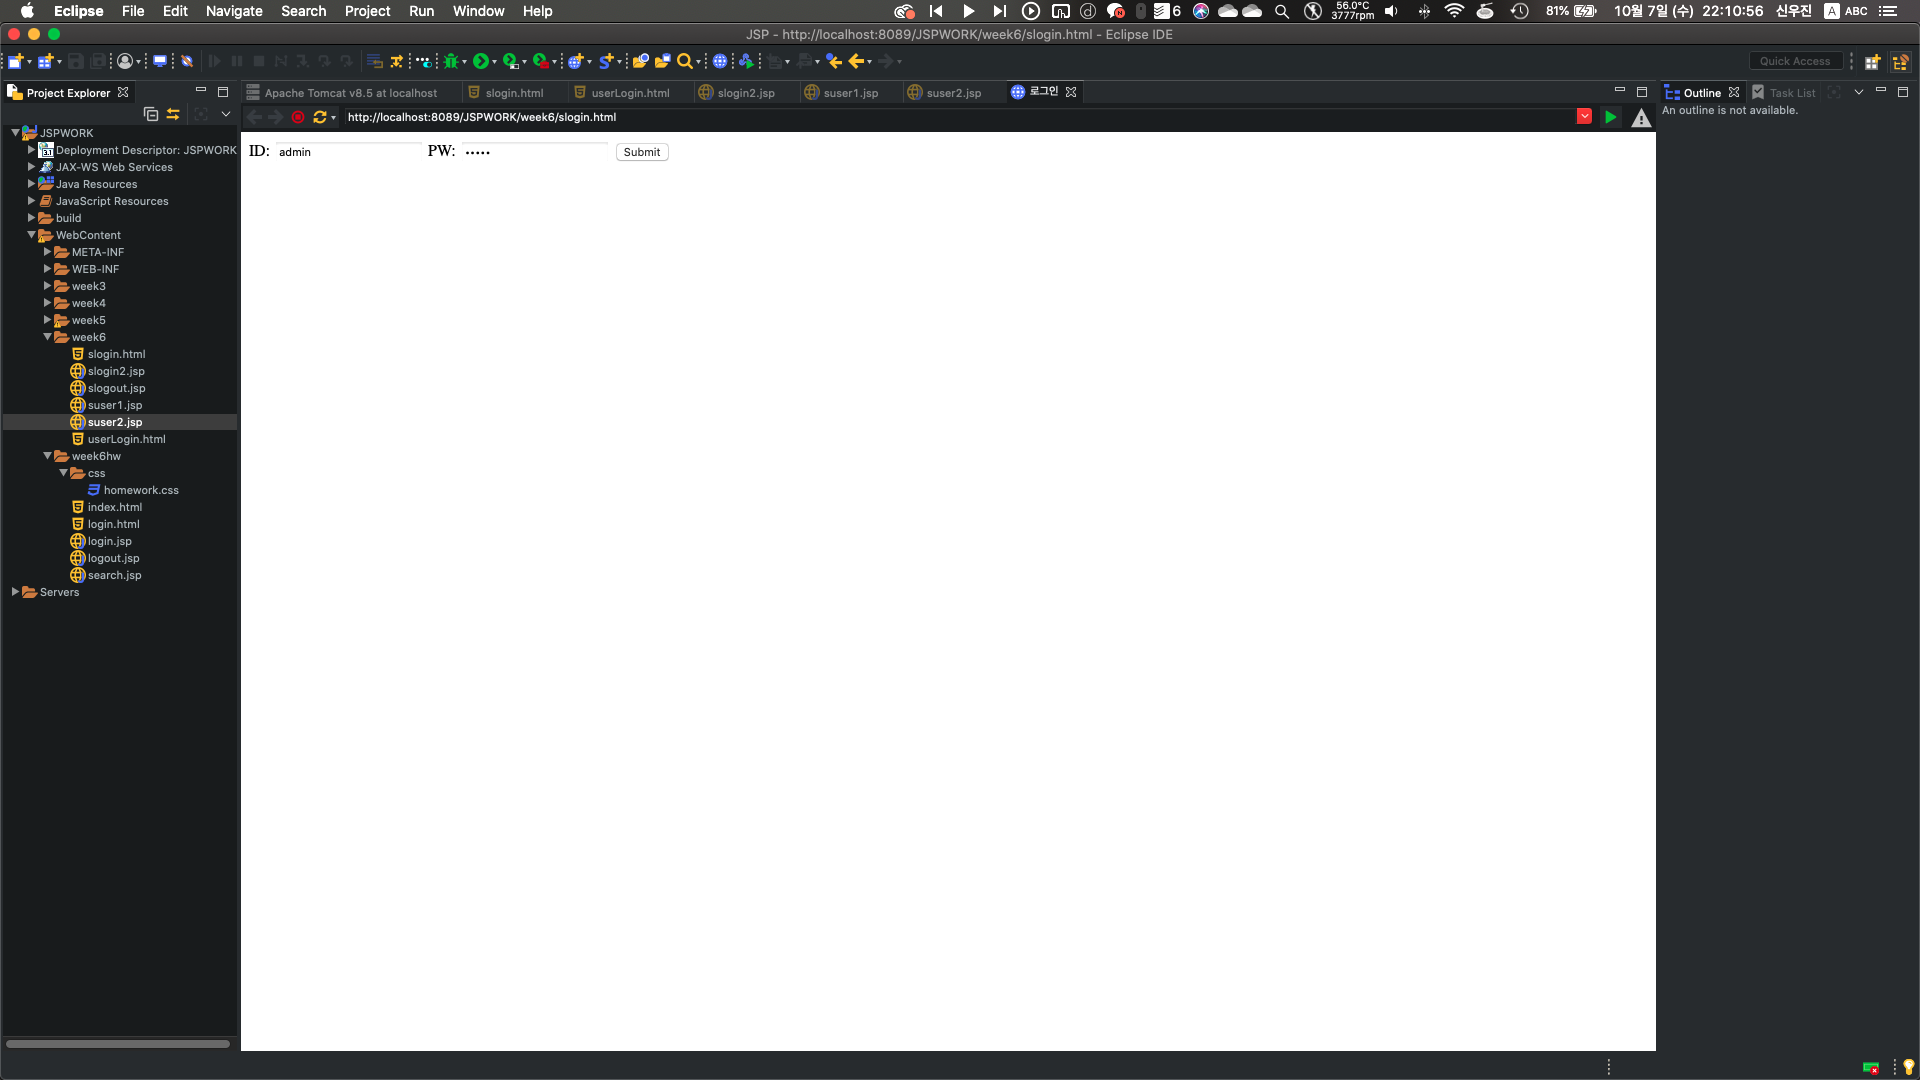 Eclipse File Edit Navigate Search Project Run Window Help 6 56.0°C 3777rpm 81% 10월 7일 (수) 22:10:56 신우진 A ABC
JSP - http://localhost:8089/JSPWORK/week6/slogin.html - Eclipse IDE
Quick Access
Project Explorer
Apache Tomcat v8.5 at localhost slogin.html userLogin.html slogin2.jsp suser1.jsp suser2.jsp 로그인
Outline Task List
http://localhost:8089/JSPWORK/week6/slogin.html
An outline is not available.
ID: admin PW: ••••• Submit
JSPWORK
Deployment Descriptor: JSPWORK
JAX-WS Web Services
Java Resources
JavaScript Resources
build
WebContent
META-INF
WEB-INF
week3
week4
week5
week6
slogin.html
slogin2.jsp
slogout.jsp
suser1.jsp
suser2.jsp
userLogin.html
week6hw
css
homework.css
index.html
login.html
login.jsp
logout.jsp
search.jsp
Servers